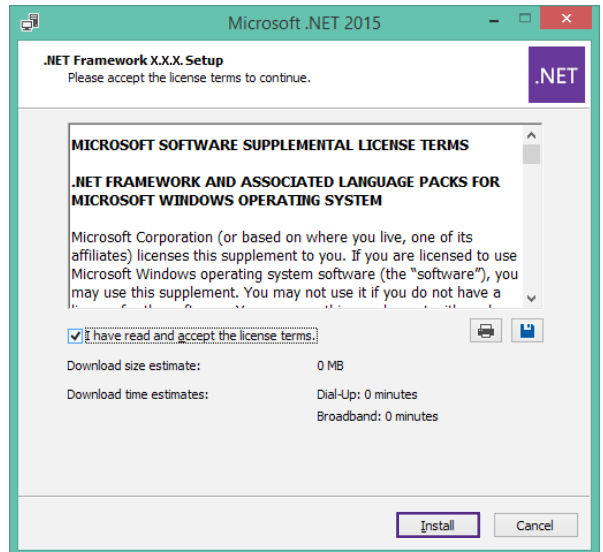 Microsoft .NET 2015
.NET Framework X.X.X. Setup
Please accept the license terms to continue.
.NET
MICROSOFT SOFTWARE SUPPLEMENTAL LICENSE TERMS
.NET FRAMEWORK AND ASSOCIATED LANGUAGE PACKS FOR
MICROSOFT WINDOWS OPERATING SYSTEM
Microsoft Corporation (or based on where you live, one of its
affiliates) licenses this supplement to you. If you are licensed to use
Microsoft Windows operating system software (the “software”), you
may use this supplement. You may not use it if you do not have a
I have read and accept the license terms.
Download size estimate: 0 MB
Download time estimates: Dial-Up: 0 minutes
Broadband: 0 minutes
Install Cancel